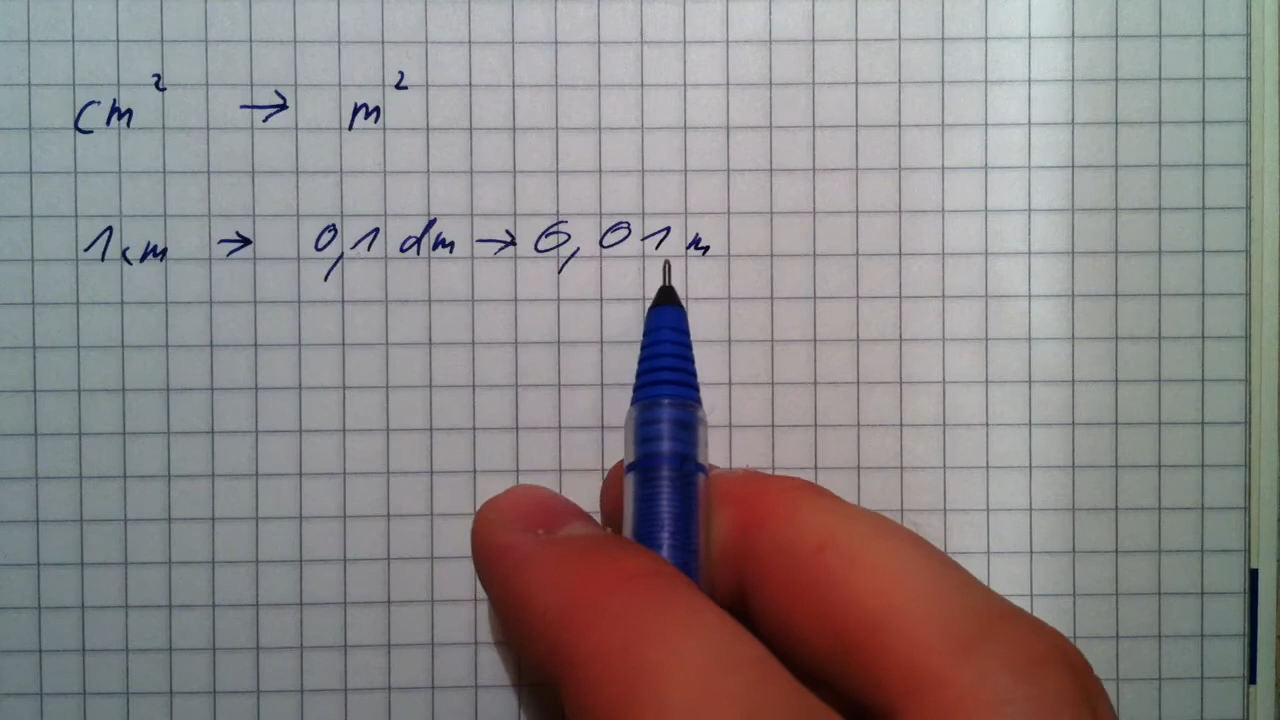 cm² → m²
1cm → 0,1 dm → 0,01 m